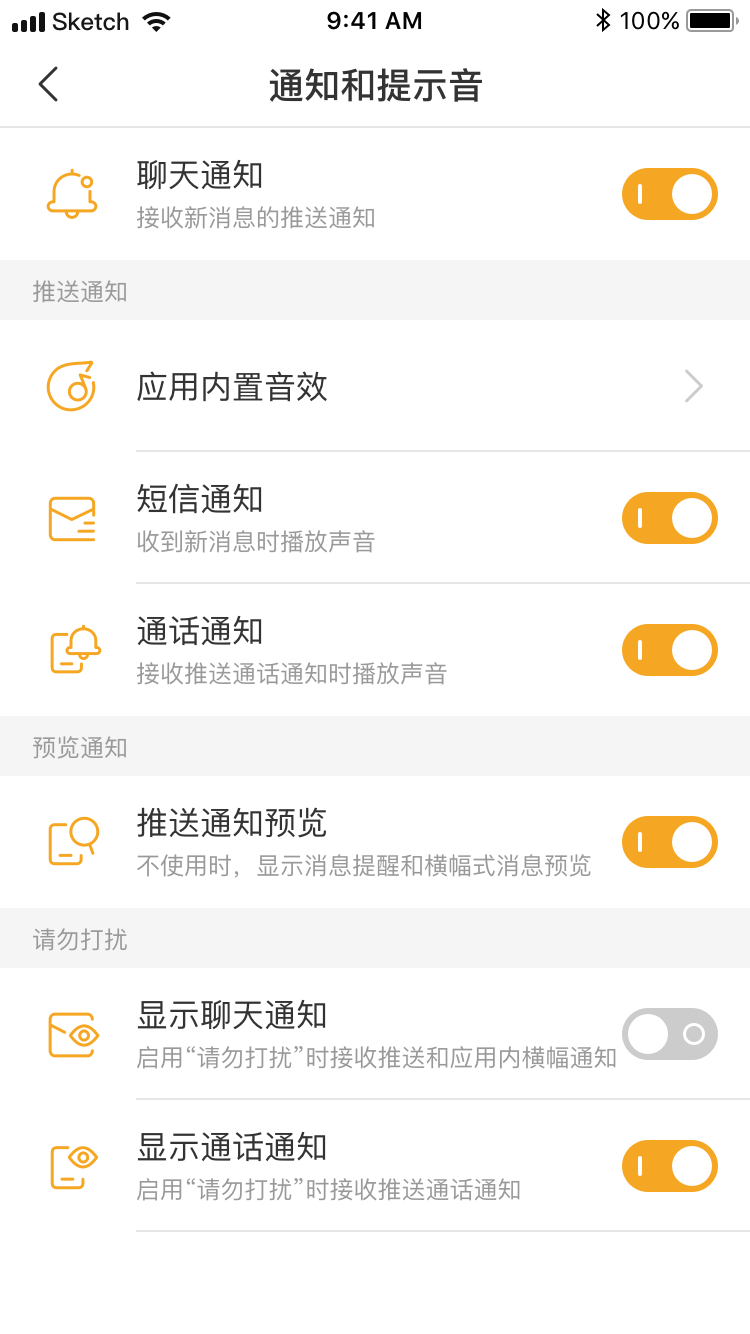 Sketch 9:41 AM 100%
通知和提示音
聊天通知
接收新消息的推送通知
推送通知
应用内置音效
短信通知
收到新消息时播放声音
通话通知
接收推送通话通知时播放声音
预览通知
推送通知预览
不使用时，显示消息提醒和横幅式消息预览
请勿打扰
显示聊天通知
启用“请勿打扰”时接收推送和应用内横幅通知
显示通话通知
启用“请勿打扰”时接收推送通话通知